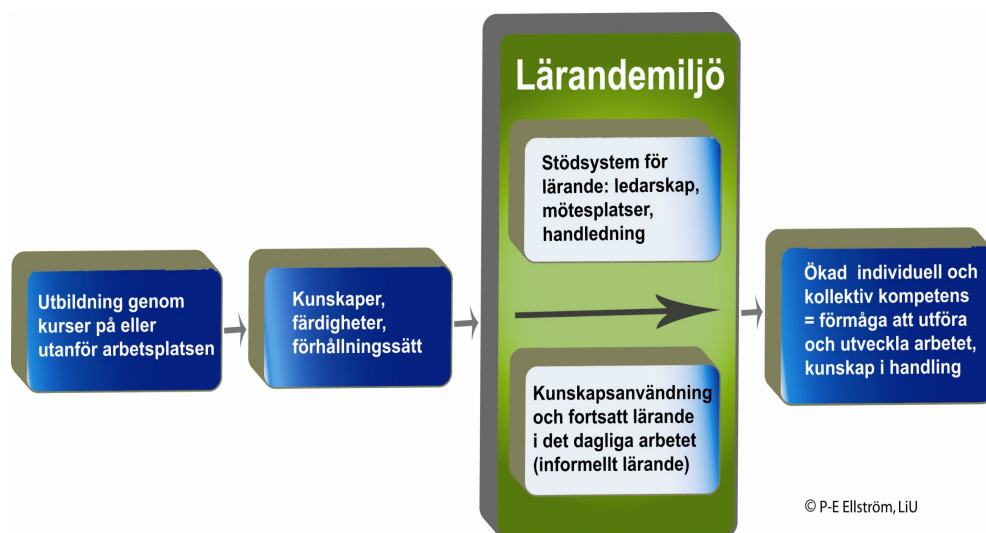 Utbildning genom
kurser på eller
utanför arbetsplatsen
Kunskaper,
färdigheter,
förhållningssätt
Lärandemiljö
Stödsystem för
lärande: ledarskap,
mötesplatser,
handledning
Kunskapsanvändning
och fortsatt lärande
i det dagliga arbetet
(informellt lärande)
Ökad individuell och
kollektiv kompetens
= förmåga att utföra
och utveckla arbetet,
kunskap i handling
© P-E Ellström, LiU